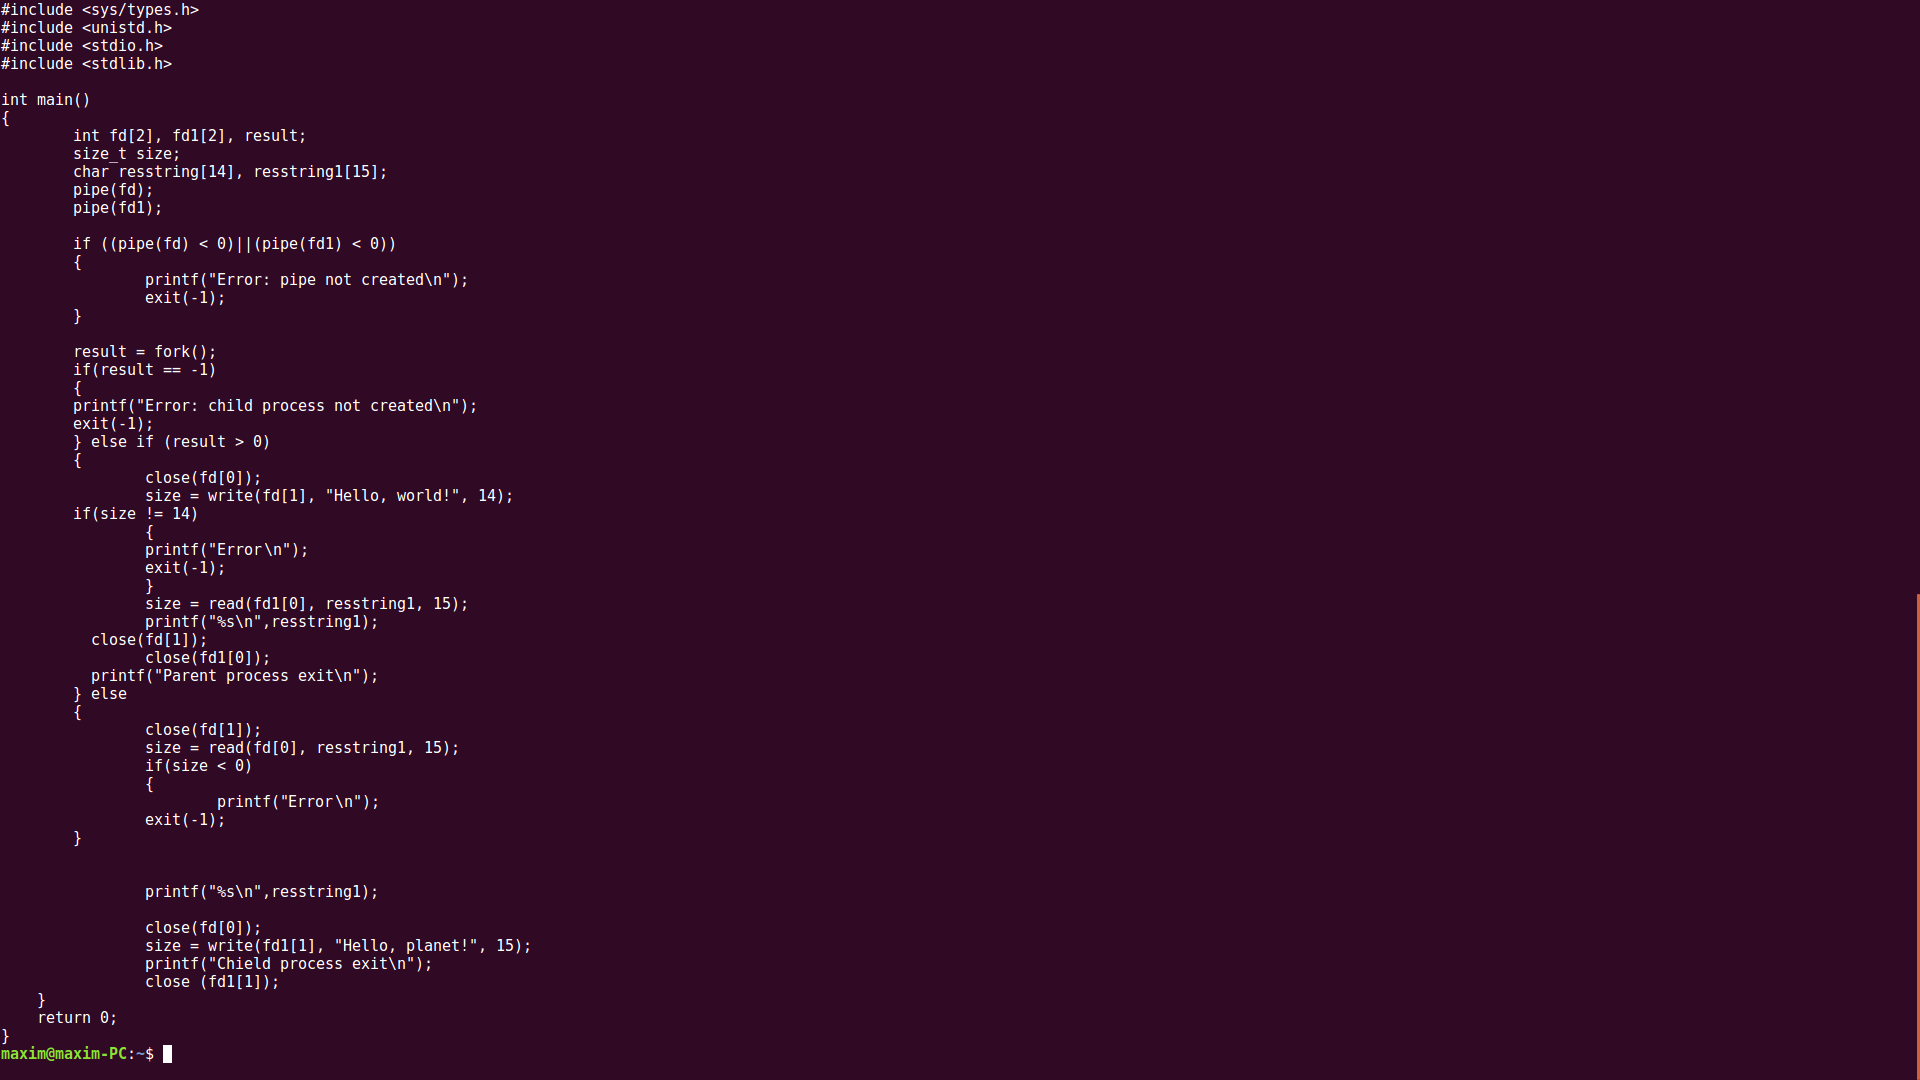 #include <sys/types.h>
#include <unistd.h>
#include <stdio.h>
#include <stdlib.h>

int main()
{
        int fd[2], fd1[2], result;
        size_t size;
        char resstring[14], resstring1[15];
        pipe(fd);
        pipe(fd1);

        if ((pipe(fd) < 0)||(pipe(fd1) < 0))
        {
                printf("Error: pipe not created\n");
                exit(-1);
        }

        result = fork();
        if(result == -1)
        {
        printf("Error: child process not created\n");
        exit(-1);
        } else if (result > 0)
        {
                close(fd[0]);
                size = write(fd[1], "Hello, world!", 14);
        if(size != 14)
                {
                printf("Error\n");
                exit(-1);
                }
                size = read(fd1[0], resstring1, 15);
                printf("%s\n",resstring1);
          close(fd[1]);
                close(fd1[0]);
          printf("Parent process exit\n");
        } else
        {
                close(fd[1]);
                size = read(fd[0], resstring1, 15);
                if(size < 0)
                {
                        printf("Error\n");
                exit(-1);
        }


                printf("%s\n",resstring1);

                close(fd[0]);
                size = write(fd1[1], "Hello, planet!", 15);
                printf("Chield process exit\n");
                close (fd1[1]);
    }
    return 0;
}
maxim@maxim-PC:~$